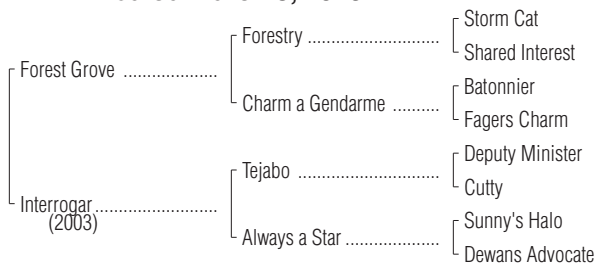 Forest Grove ....................
Interrogar..........................
(2003)
Forestry ...........................
Charm a Gendarme ..........
Tejabo .............................
Always a Star ...................
Storm Cat
Shared Interest
Batonnier
Fagers Charm
Deputy Minister
Cutty
Sunny's Halo
Dewans Advocate